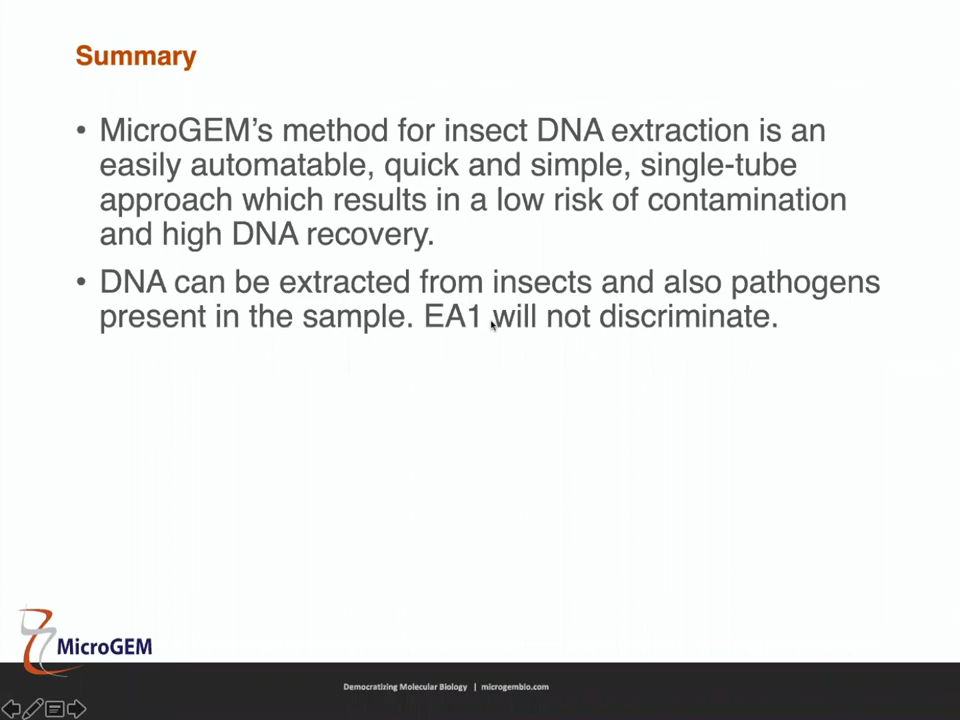 Summary
• MicroGEM’s method for insect DNA extraction is an
easily automatable, quick and simple, single-tube
approach which results in a low risk of contamination
and high DNA recovery.
• DNA can be extracted from insects and also pathogens
present in the sample. EA1 will not discriminate.
MicroGEM
Democratizing Molecular Biology | microgembio.com